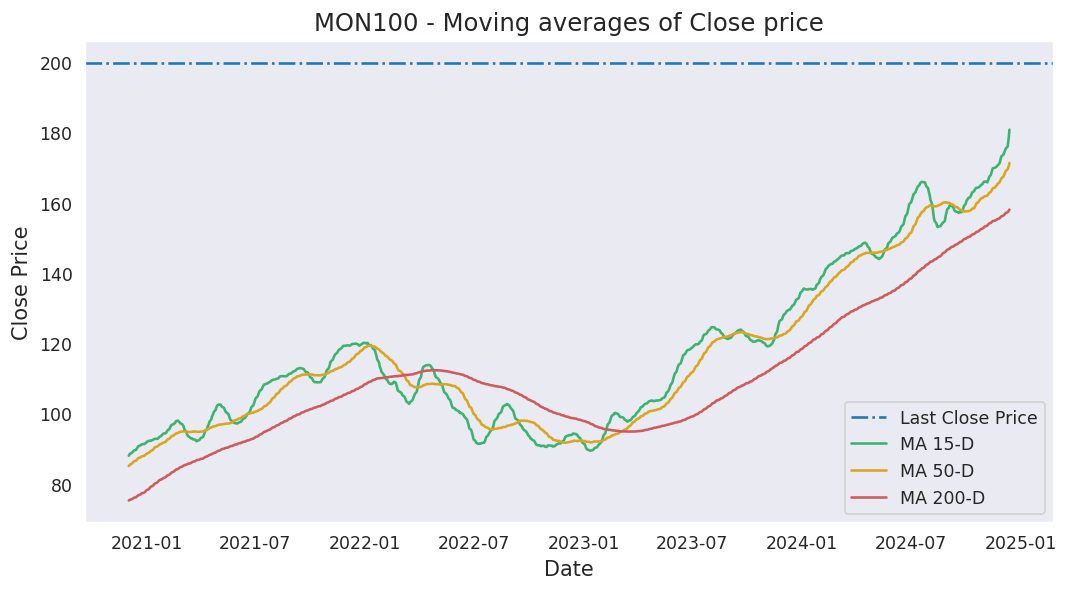 MON100 - Moving averages of Close price
Close Price
200
180
160
140
120
100
80
Last Close Price
MA 15-D
MA 50-D
MA 200-D
2021-01 2021-07 2022-01 2022-07 2023-01 2023-07 2024-01 2024-07 2025-01
Date